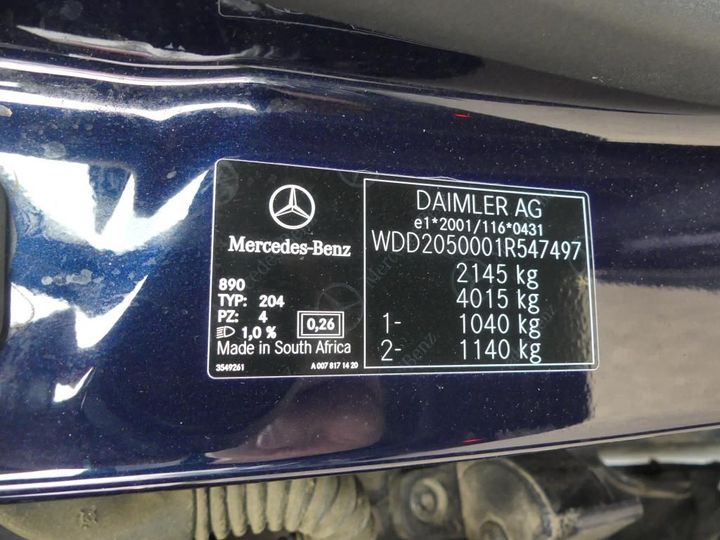 Mercedes-Benz
890
TYP: 204
PZ: 4
1,0 % 0,26
Made in South Africa
3549261 A 007 817 14 20
DAIMLER AG
e1*2001/116*0431
WDD2050001R547497
2145 kg
4015 kg
1- 1040 kg
2- 1140 kg